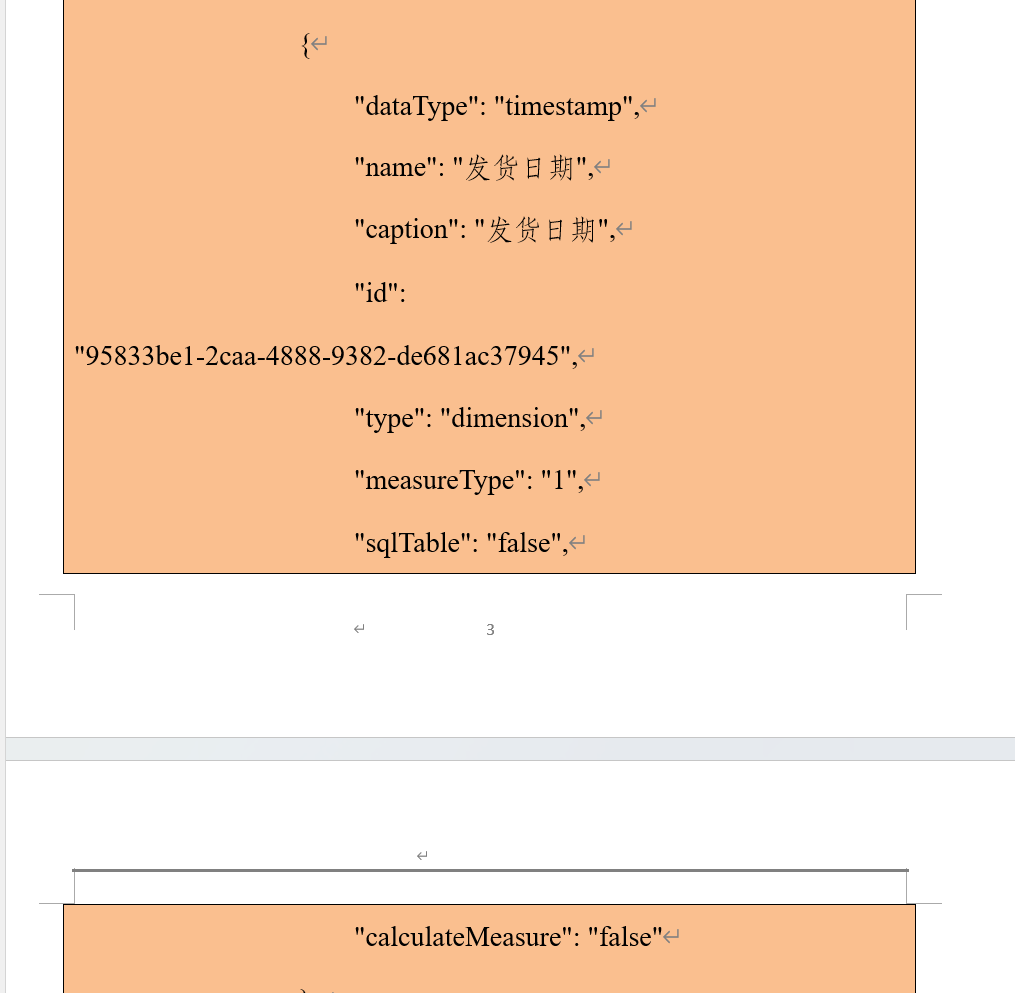 {
"dataType": "timestamp",
"name": "发货日期",
"caption": "发货日期",
"id":
"95833be1-2caa-4888-9382-de681ac37945",
"type": "dimension",
"measureType": "1",
"sqlTable": "false",
3
"calculateMeasure": "false"